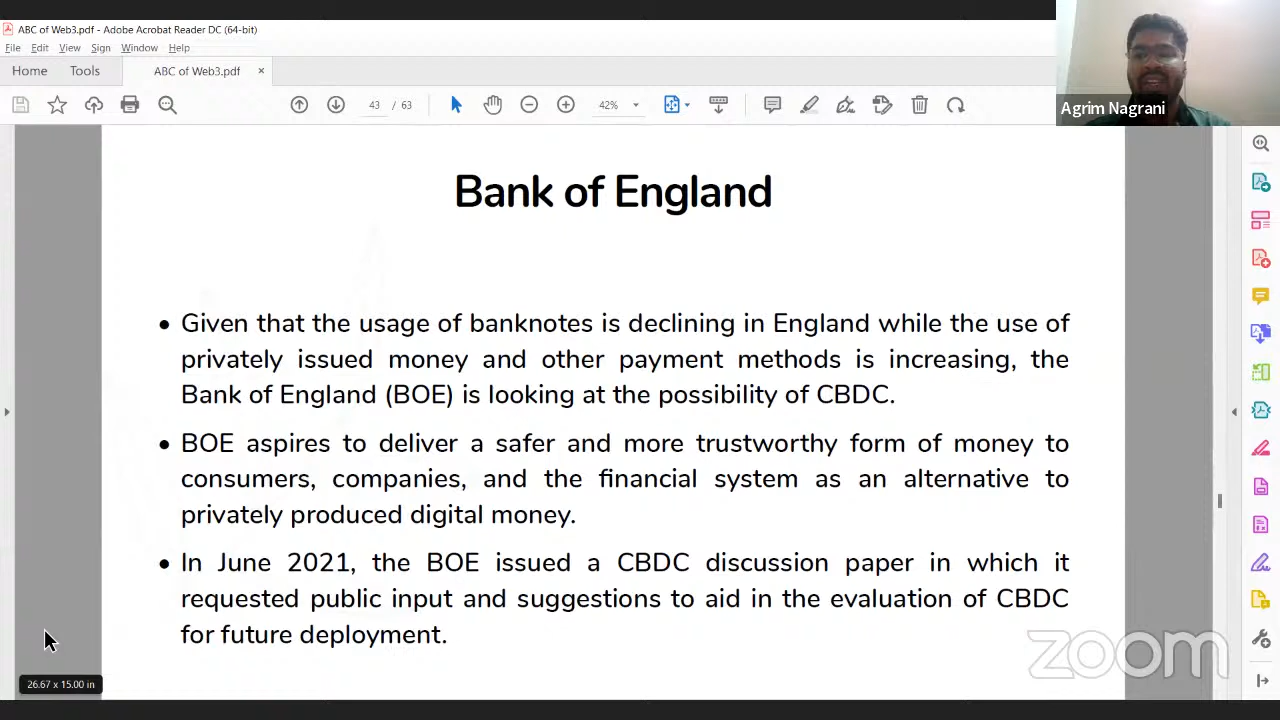 ABC of Web3.pdf - Adobe Acrobat Reader DC (64-bit)
File Edit View Sign Window Help
Home Tools ABC of Web3.pdf ×
43 / 63 42%
Agrim Nagrani
Bank of England
• Given that the usage of banknotes is declining in England while the use of
privately issued money and other payment methods is increasing, the
Bank of England (BOE) is looking at the possibility of CBDC.
• BOE aspires to deliver a safer and more trustworthy form of money to
consumers, companies, and the financial system as an alternative to
privately produced digital money.
• In June 2021, the BOE issued a CBDC discussion paper in which it
requested public input and suggestions to aid in the evaluation of CBDC
for future deployment.
zoom
26.67 x 15.00 in